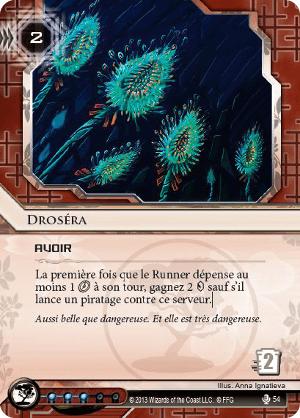 2
DROSÉRA
AVOIR
La première fois que le Runner dépense au
moins 1 à son tour, gagnez 2 sauf s'il
lance un piratage contre ce serveur.
Aussi belle que dangereuse. Et elle est très dangereuse.
2
Illus. Anna Ignatieva
© 2013 Wizards of the Coast LLC. © FFG 54